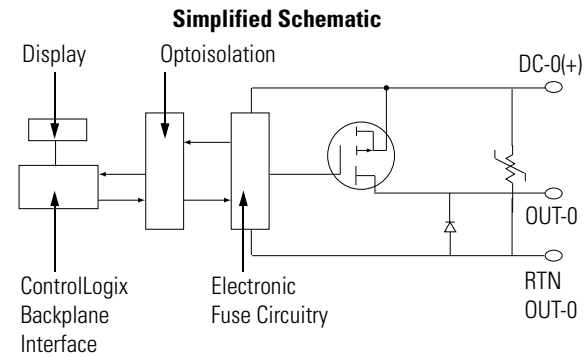 Simplified Schematic
Display
Optoisolation
DC-0(+)
OUT-0
RTN
OUT-0
ControlLogix
Backplane
Interface
Electronic
Fuse Circuitry